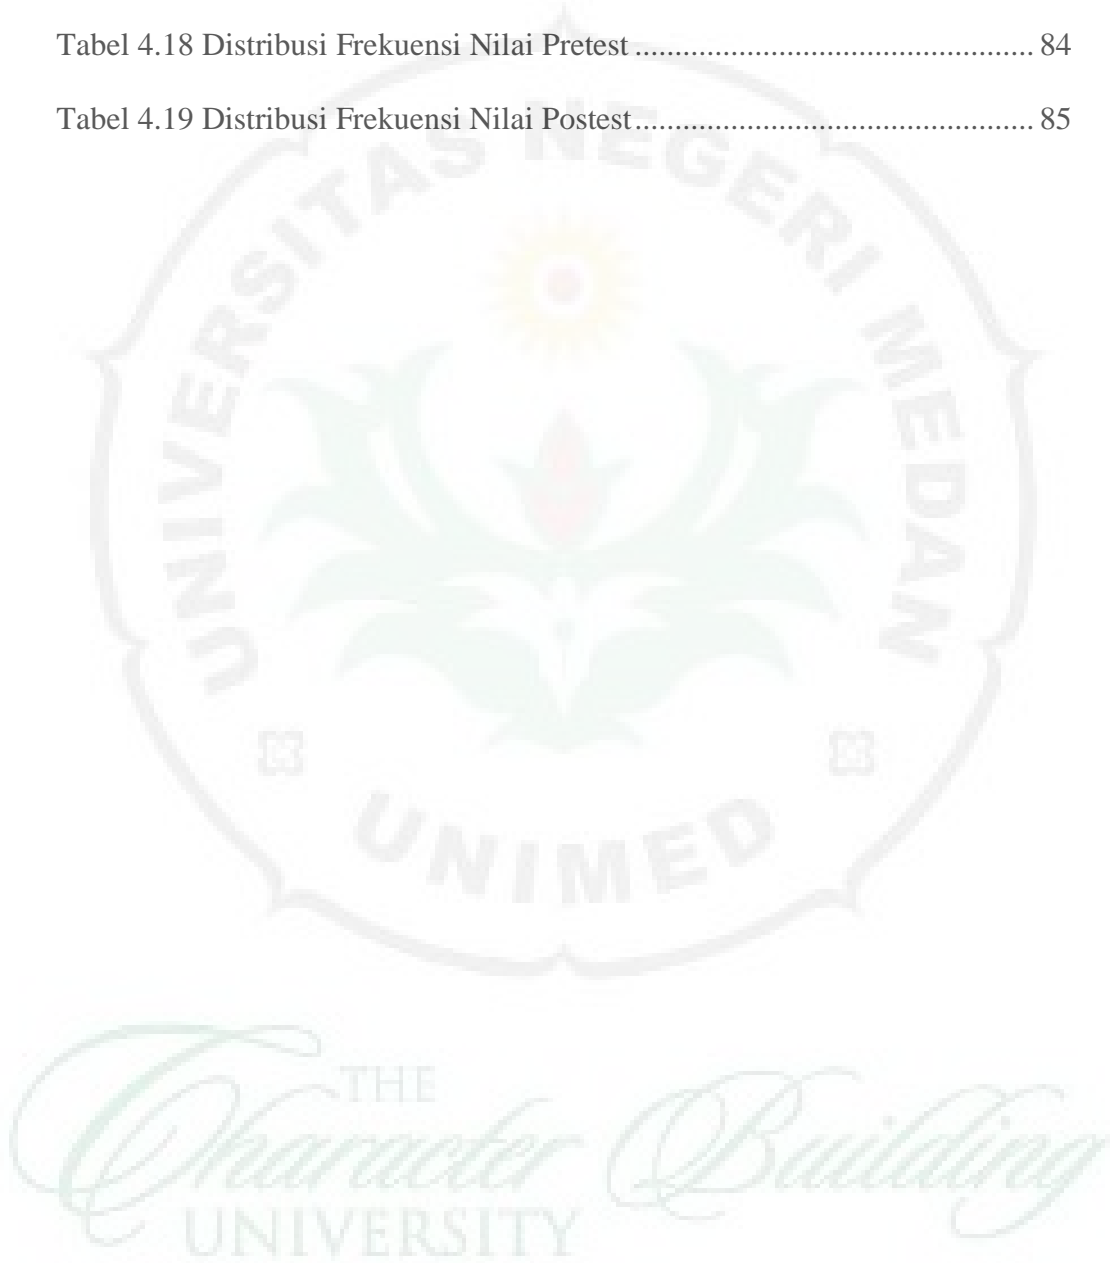 Tabel 4.18 Distribusi Frekuensi Nilai Pretest ................................................ 84
Tabel 4.19 Distribusi Frekuensi Nilai Postest ................................................ 85
UNIVERSITAS NEGERI MEDAN
UNIMED
THE
Character Building
UNIVERSITY